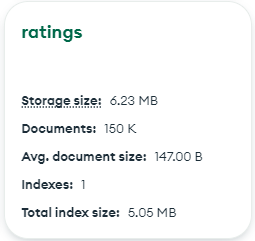 ratings
Storage size: 6.23 MB
Documents: 150 K
Avg. document size: 147.00 B
Indexes: 1
Total index size: 5.05 MB